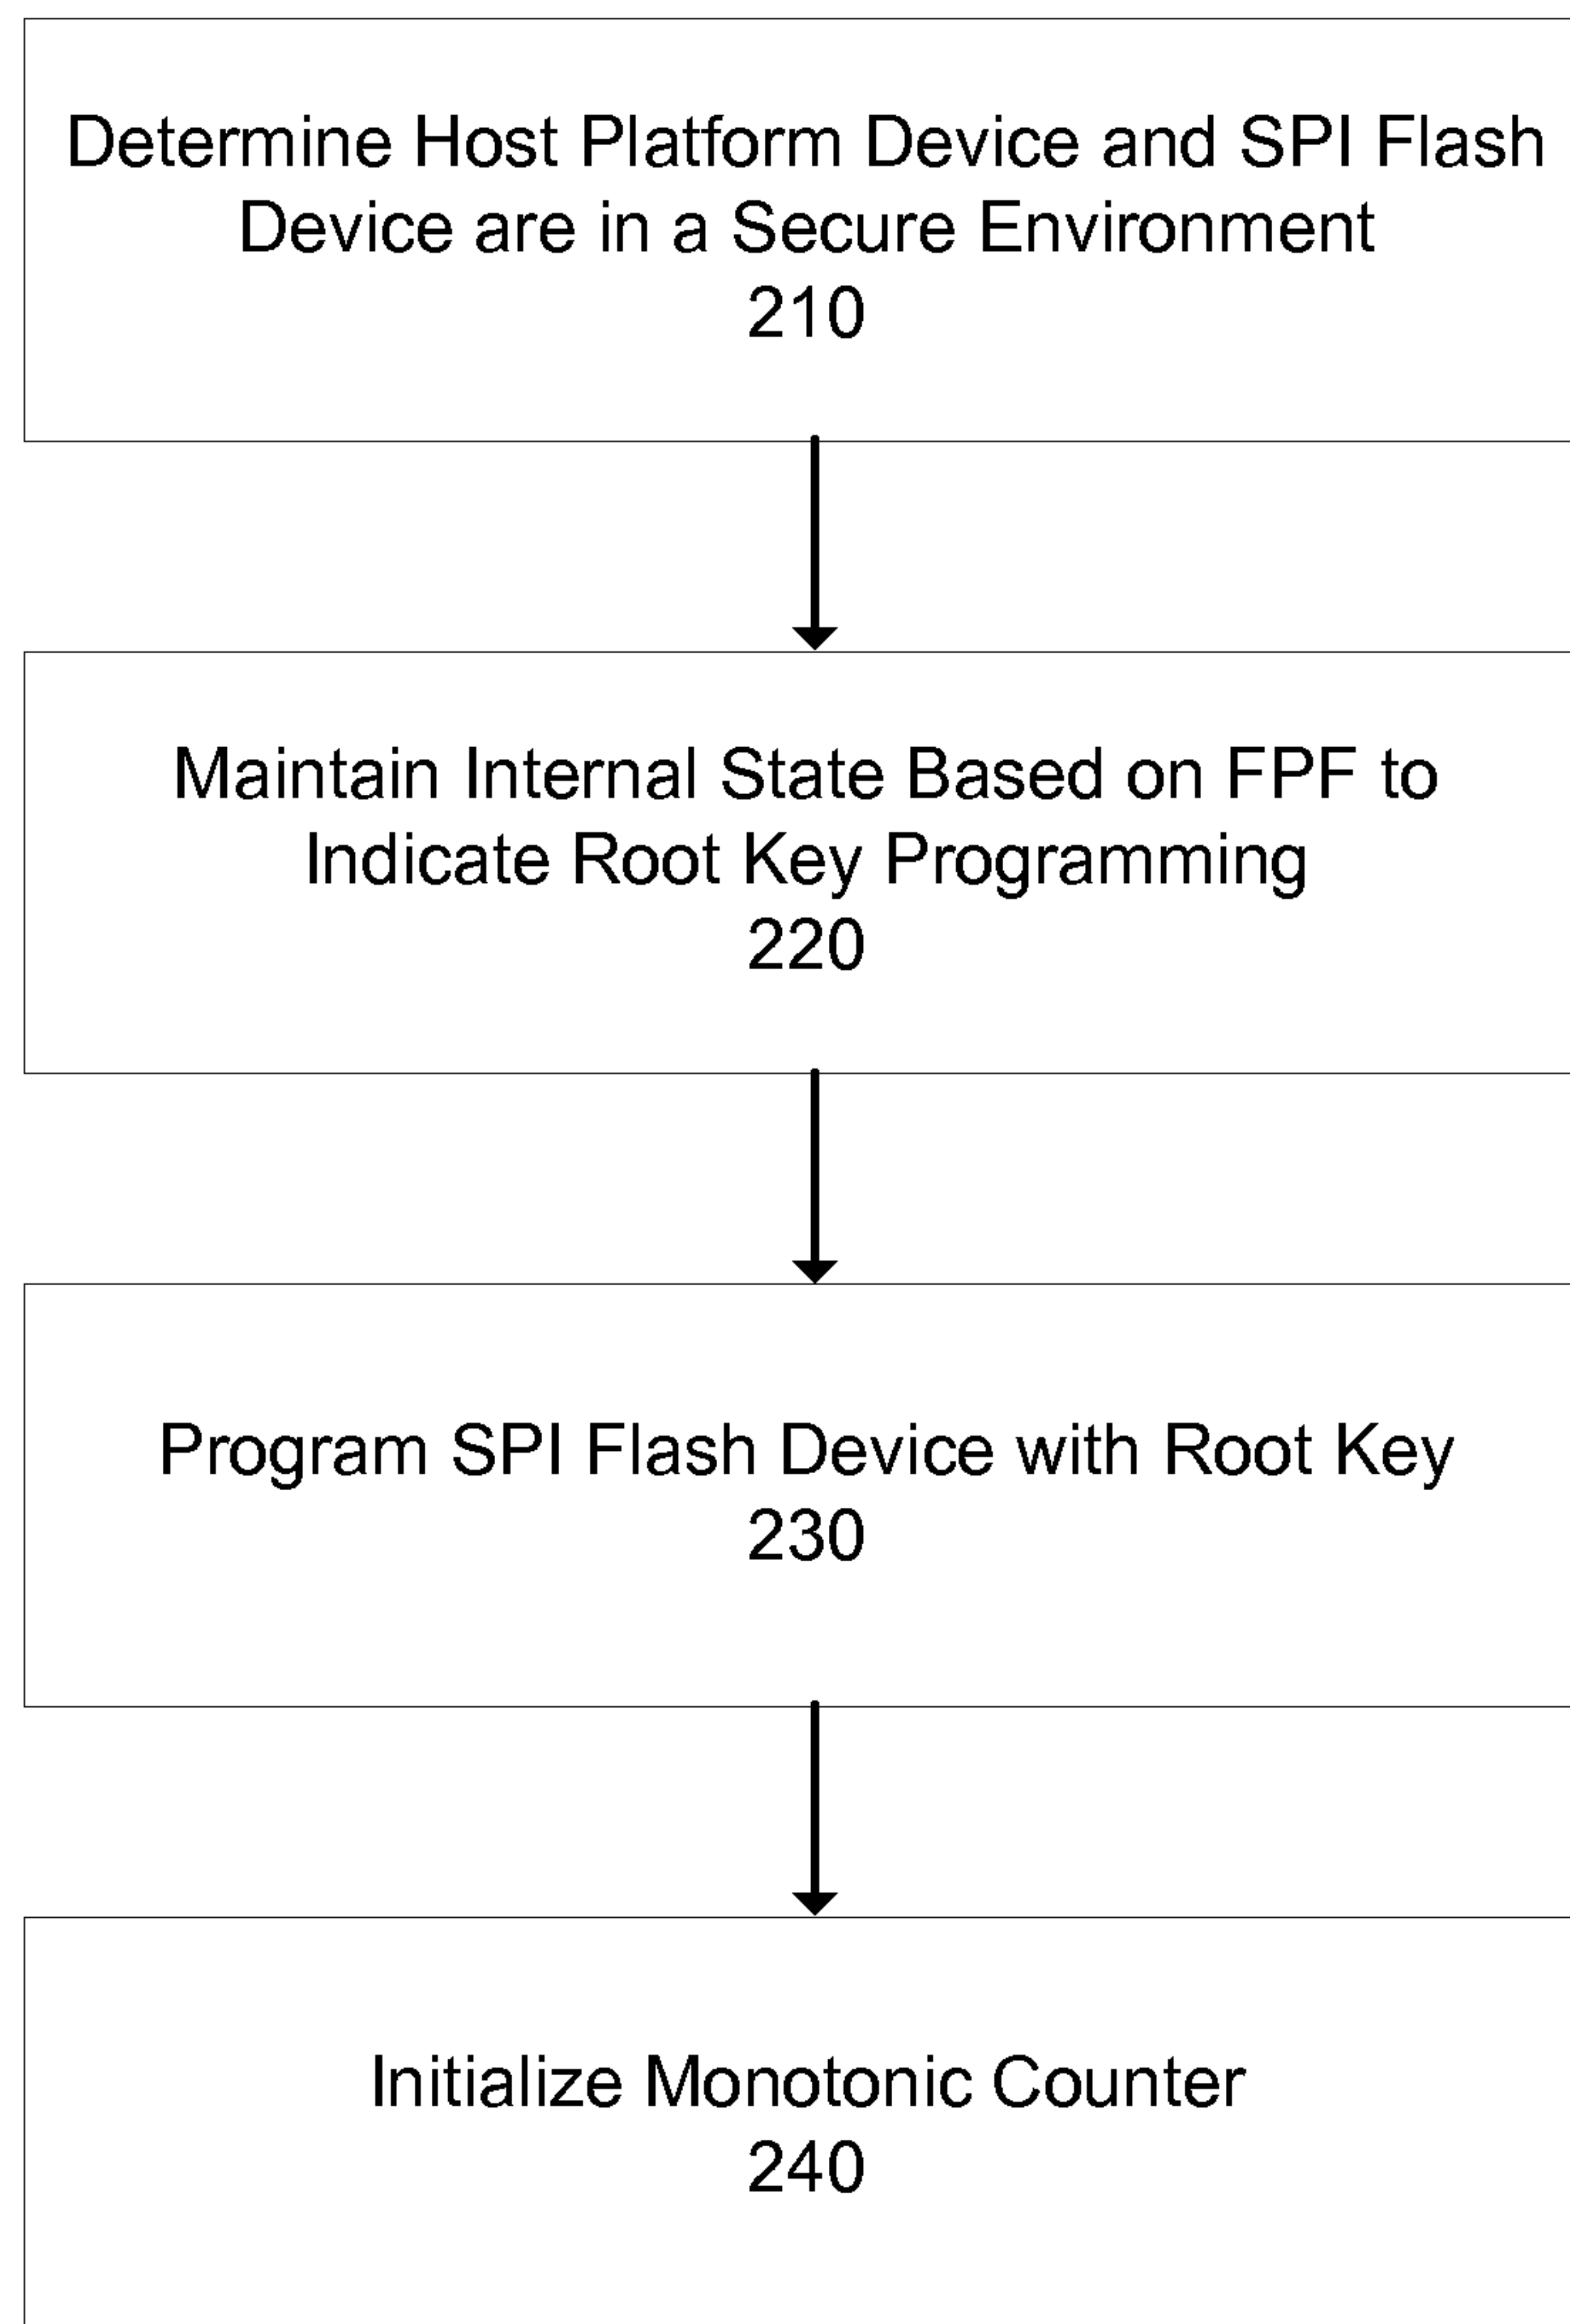 Determine Host Platform Device and SPI Flash
Device are in a Secure Environment
210
Maintain Internal State Based on FPF to
Indicate Root Key Programming
220
Program SPI Flash Device with Root Key
230
Initialize Monotonic Counter
240